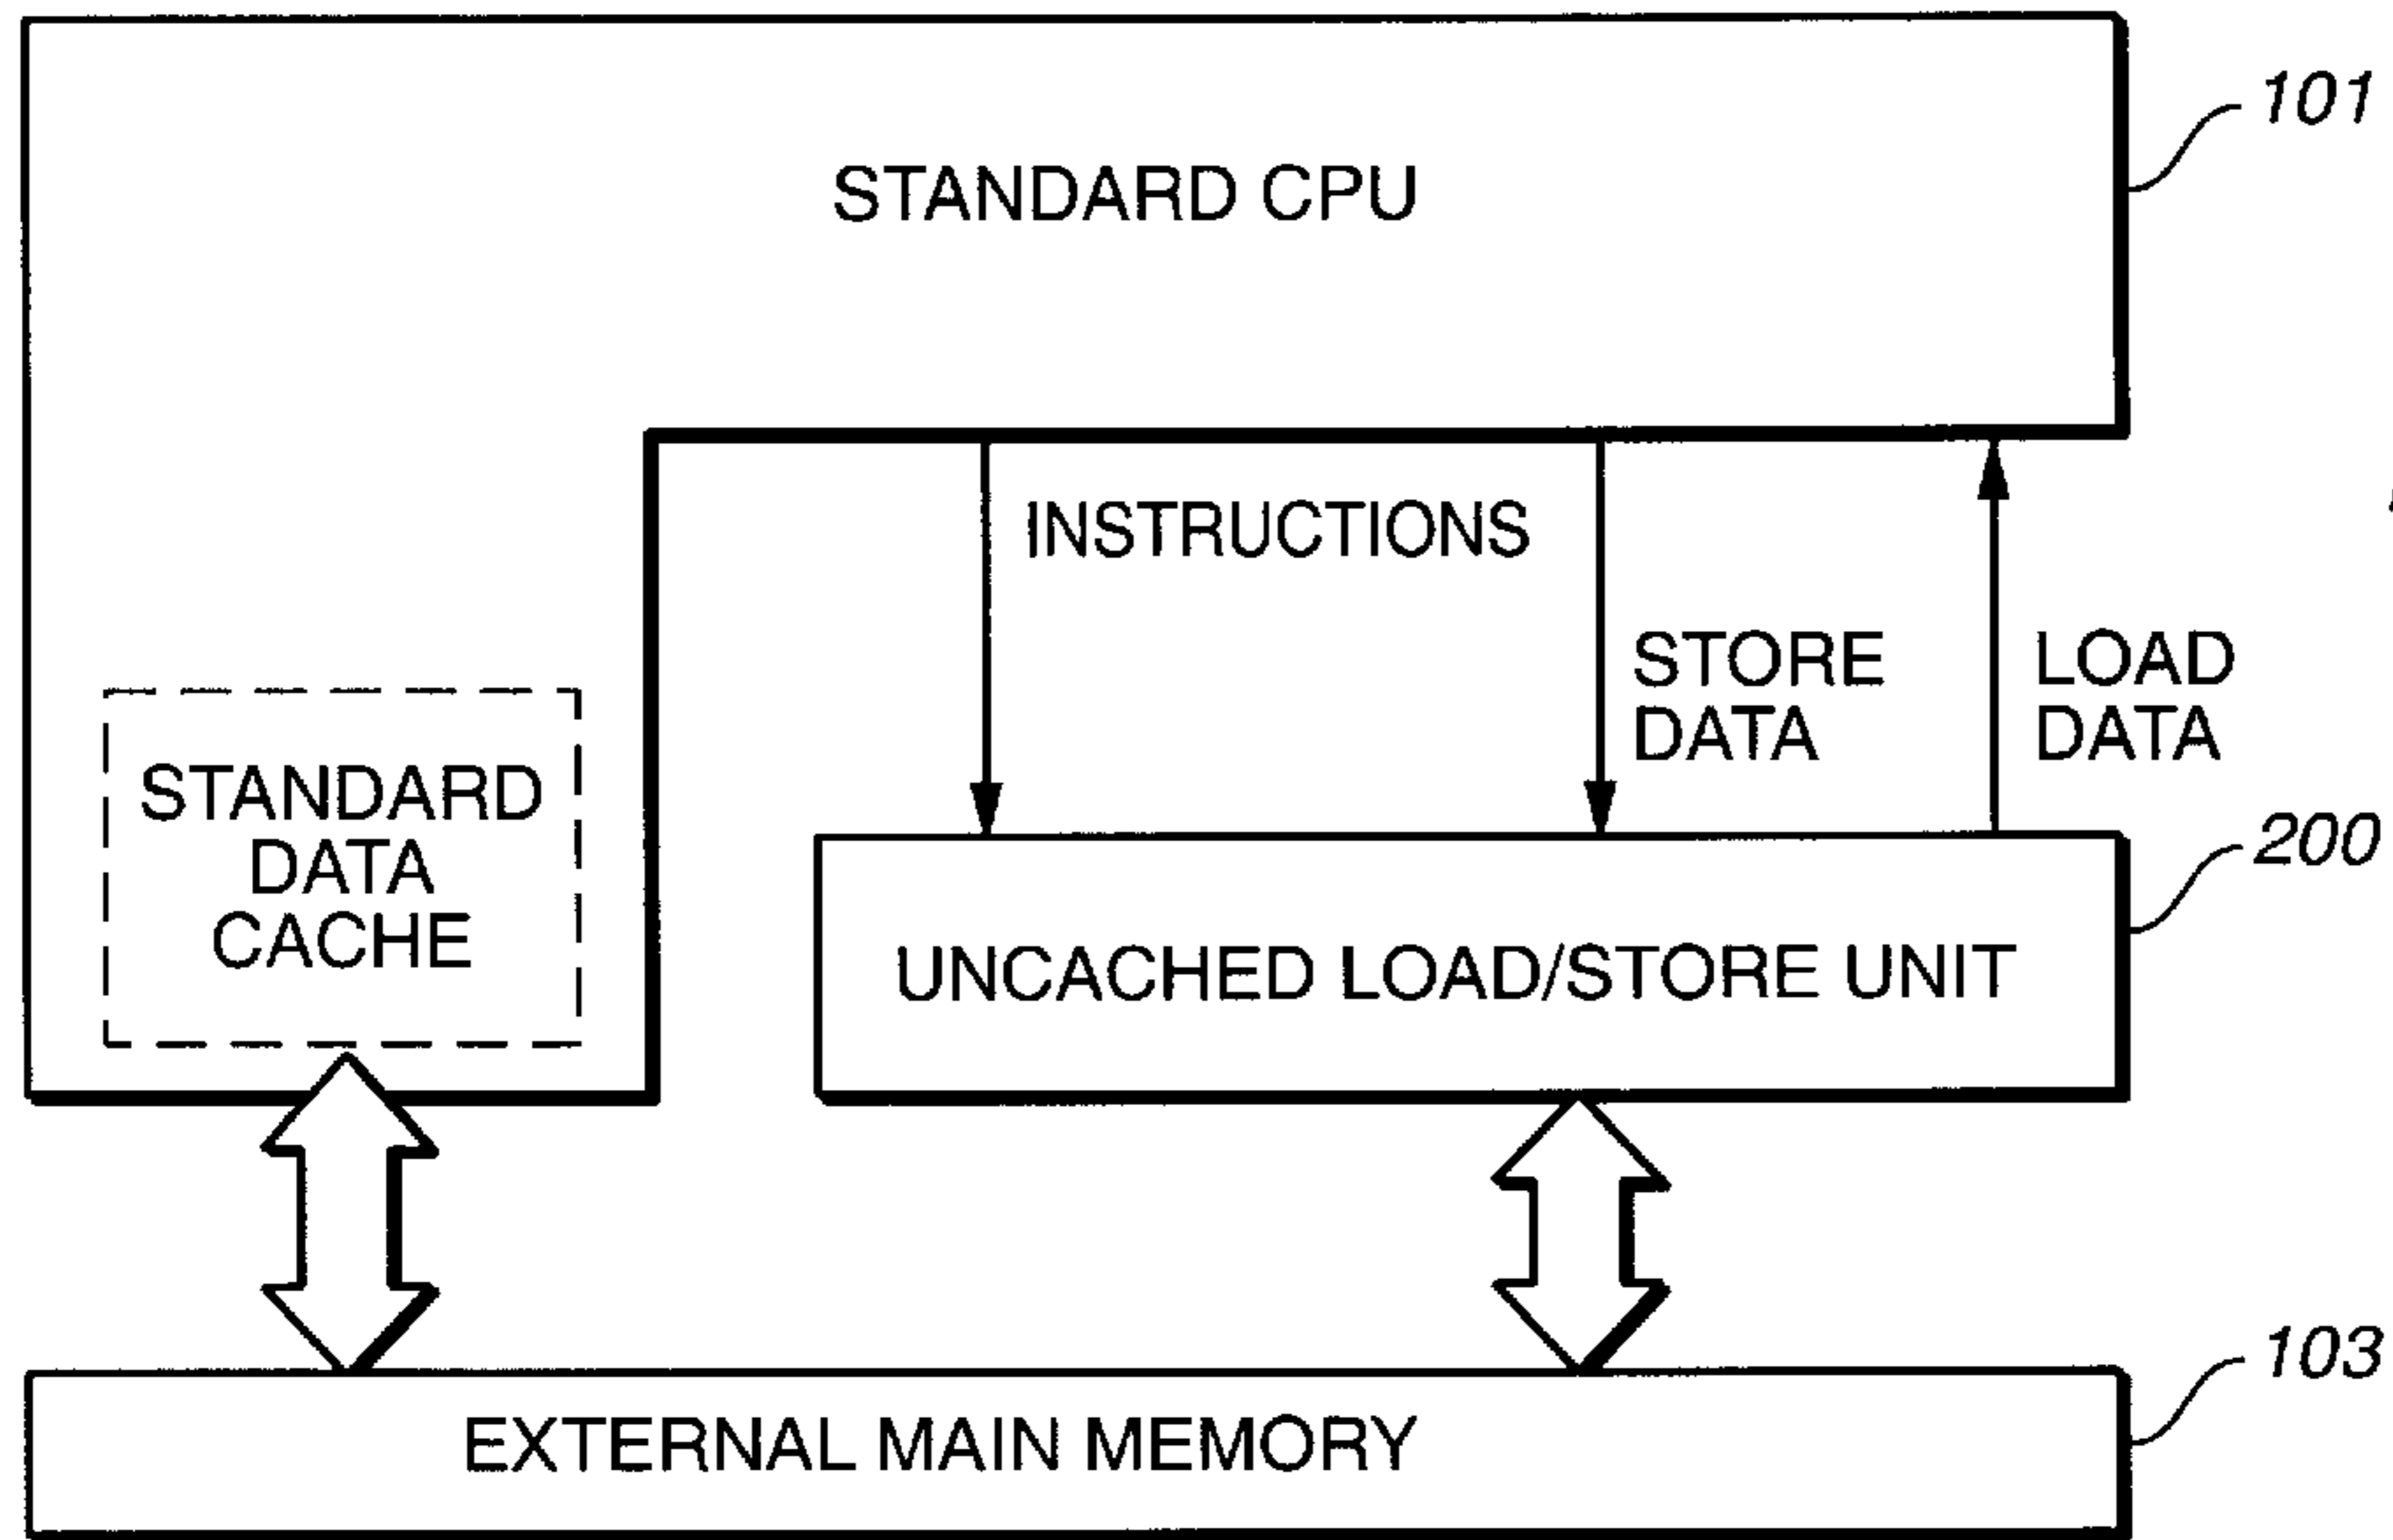 STANDARD CPU
101
INSTRUCTIONS
STORE
DATA
LOAD
DATA
STANDARD
DATA
CACHE
200
UNCACHED LOAD/STORE UNIT
103
EXTERNAL MAIN MEMORY